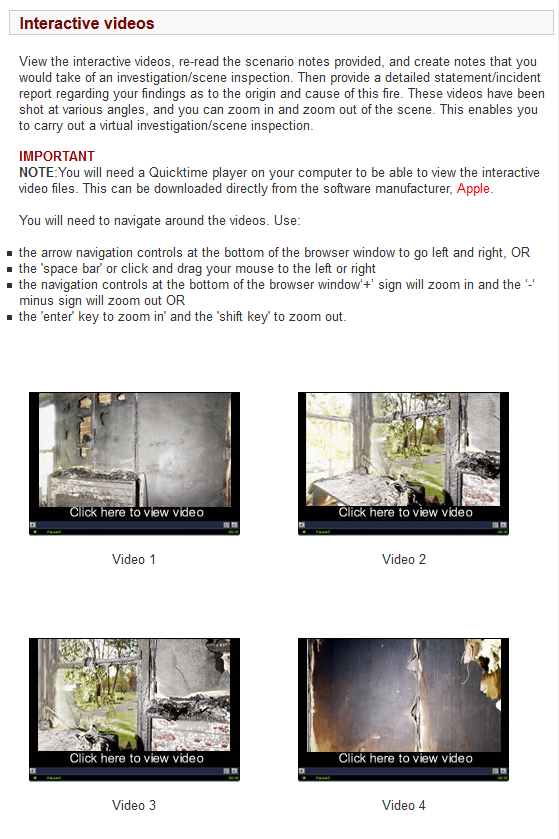 Interactive videos
View the interactive videos, re-read the scenario notes provided, and create notes that you
would take of an investigation/scene inspection. Then provide a detailed statement/incident
report regarding your findings as to the origin and cause of this fire. These videos have been
shot at various angles, and you can zoom in and zoom out of the scene. This enables you
to carry out a virtual investigation/scene inspection.
IMPORTANT
NOTE:You will need a Quicktime player on your computer to be able to view the interactive
video files. This can be downloaded directly from the software manufacturer, Apple.
You will need to navigate around the videos. Use:
the arrow navigation controls at the bottom of the browser window to go left and right, OR
the 'space bar' or click and drag your mouse to the left or right
the navigation controls at the bottom of the browser window‘+’ sign will zoom in and the ‘-‘
minus sign will zoom out OR
the 'enter' key to zoom in' and the 'shift key' to zoom out.
Click here to view video
Click here to view video
Video 1
Video 2
Click here to view video
Click here to view video
Video 3
Video 4